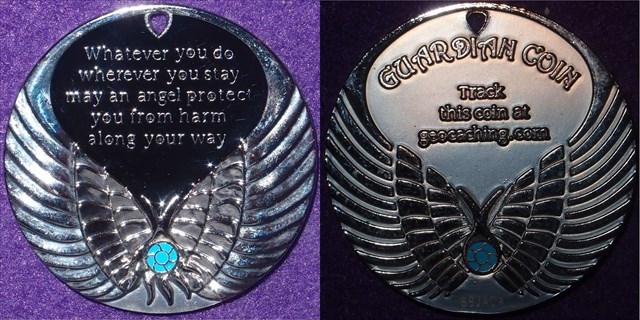 Whatever you do
wherever you stay
may an angel protect
you from harm
along your way
GUARDIAN COIN
Track
this coin at
geocaching.com